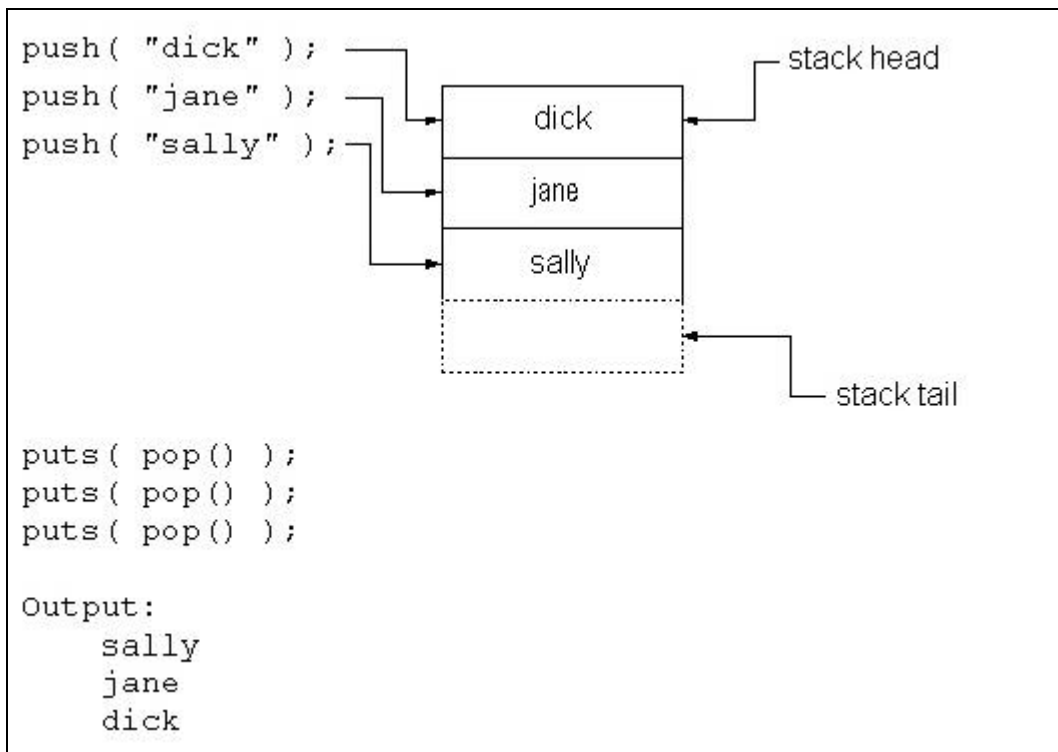 push( "dick" );
push( "jane" );
push( "sally" );
stack head
dick
jane
sally
stack tail
puts( pop() );
puts( pop() );
puts( pop() );
Output:
sally
jane
dick